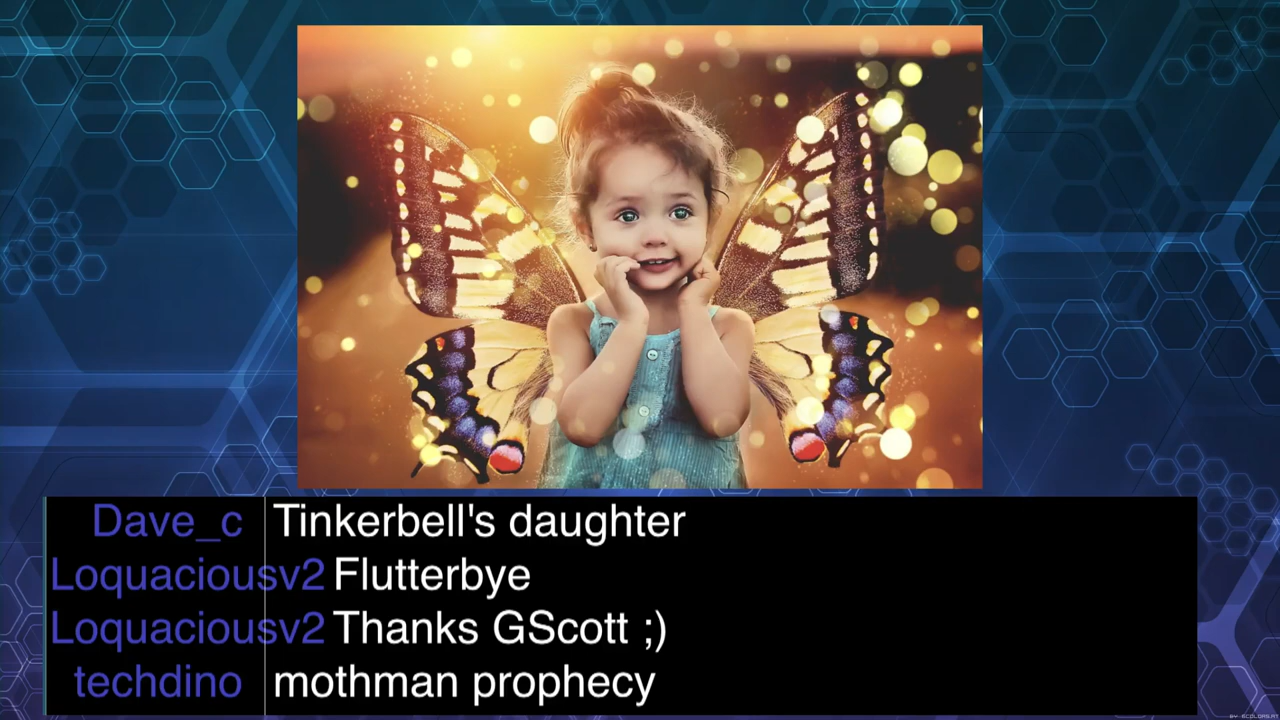 Dave_c Tinkerbell's daughter
Loquaciousv2 Flutterbye
Loquaciousv2 Thanks GScott ;)
techdino mothman prophecy